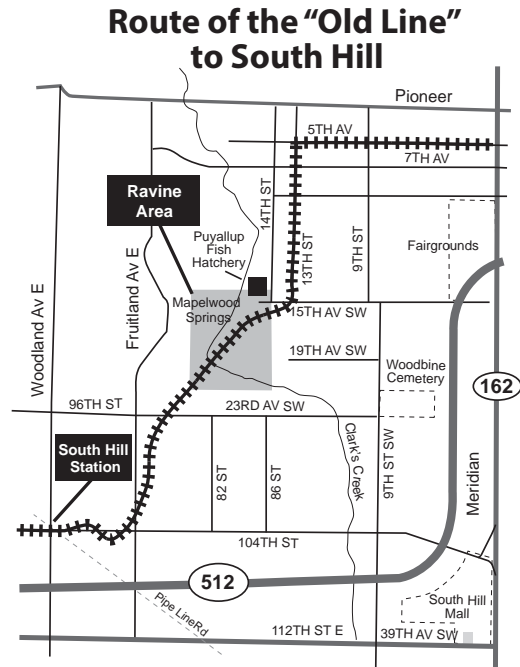 Route of the “Old Line”
to South Hill
Pioneer
5TH AV
7TH AV
Ravine
Area
14TH ST
13TH ST
9TH ST
Puyallup
Fish
Hatchery
Fairgrounds
Woodland Av E
Fruitland Av E
Mapelwood
Springs
15TH AV SW
19TH AV SW
Woodbine
Cemetery
162
96TH ST
23RD AV SW
South Hill
Station
82 ST
86 ST
Clark's Creek
9TH ST SW
Meridian
104TH ST
512
Pipe LineRd
South Hill
Mall
112TH ST E
39TH AV SW